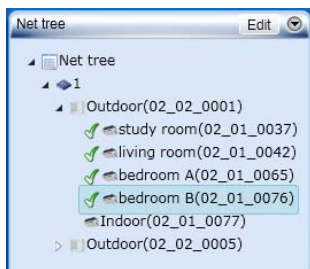 Net tree Edit
Net tree
1
Outdoor(02_02_0001)
study room(02_01_0037)
living room(02_01_0042)
bedroom A(02_01_0065)
bedroom B(02_01_0076)
Indoor(02_01_0077)
Outdoor(02_02_0005)